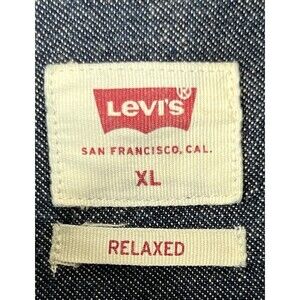 LEVI'S®
SAN FRANCISCO, CAL.
XL
RELAXED